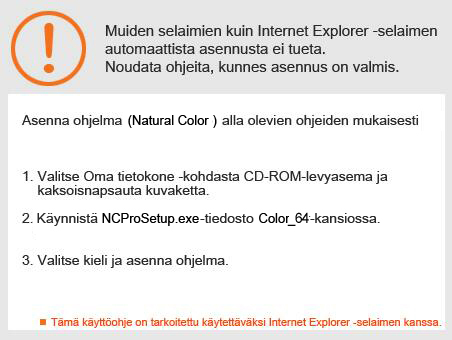 Muiden selaimien kuin Internet Explorer -selaimen
automaattista asennusta ei tueta.
Noudata ohjeita, kunnes asennus on valmis.
Asenna ohjelma (Natural Color ) alla olevien ohjeiden mukaisesti
1. Valitse Oma tietokone -kohdasta CD-ROM-levyasema ja
kaksoisnapsauta kuvaketta.
2. Käynnistä NCProSetup.exe-tiedosto Color_64-kansiossa.
3. Valitse kieli ja asenna ohjelma.
Tämä käyttöohje on tarkoitettu käytettäväksi Internet Explorer -selaimen kanssa.